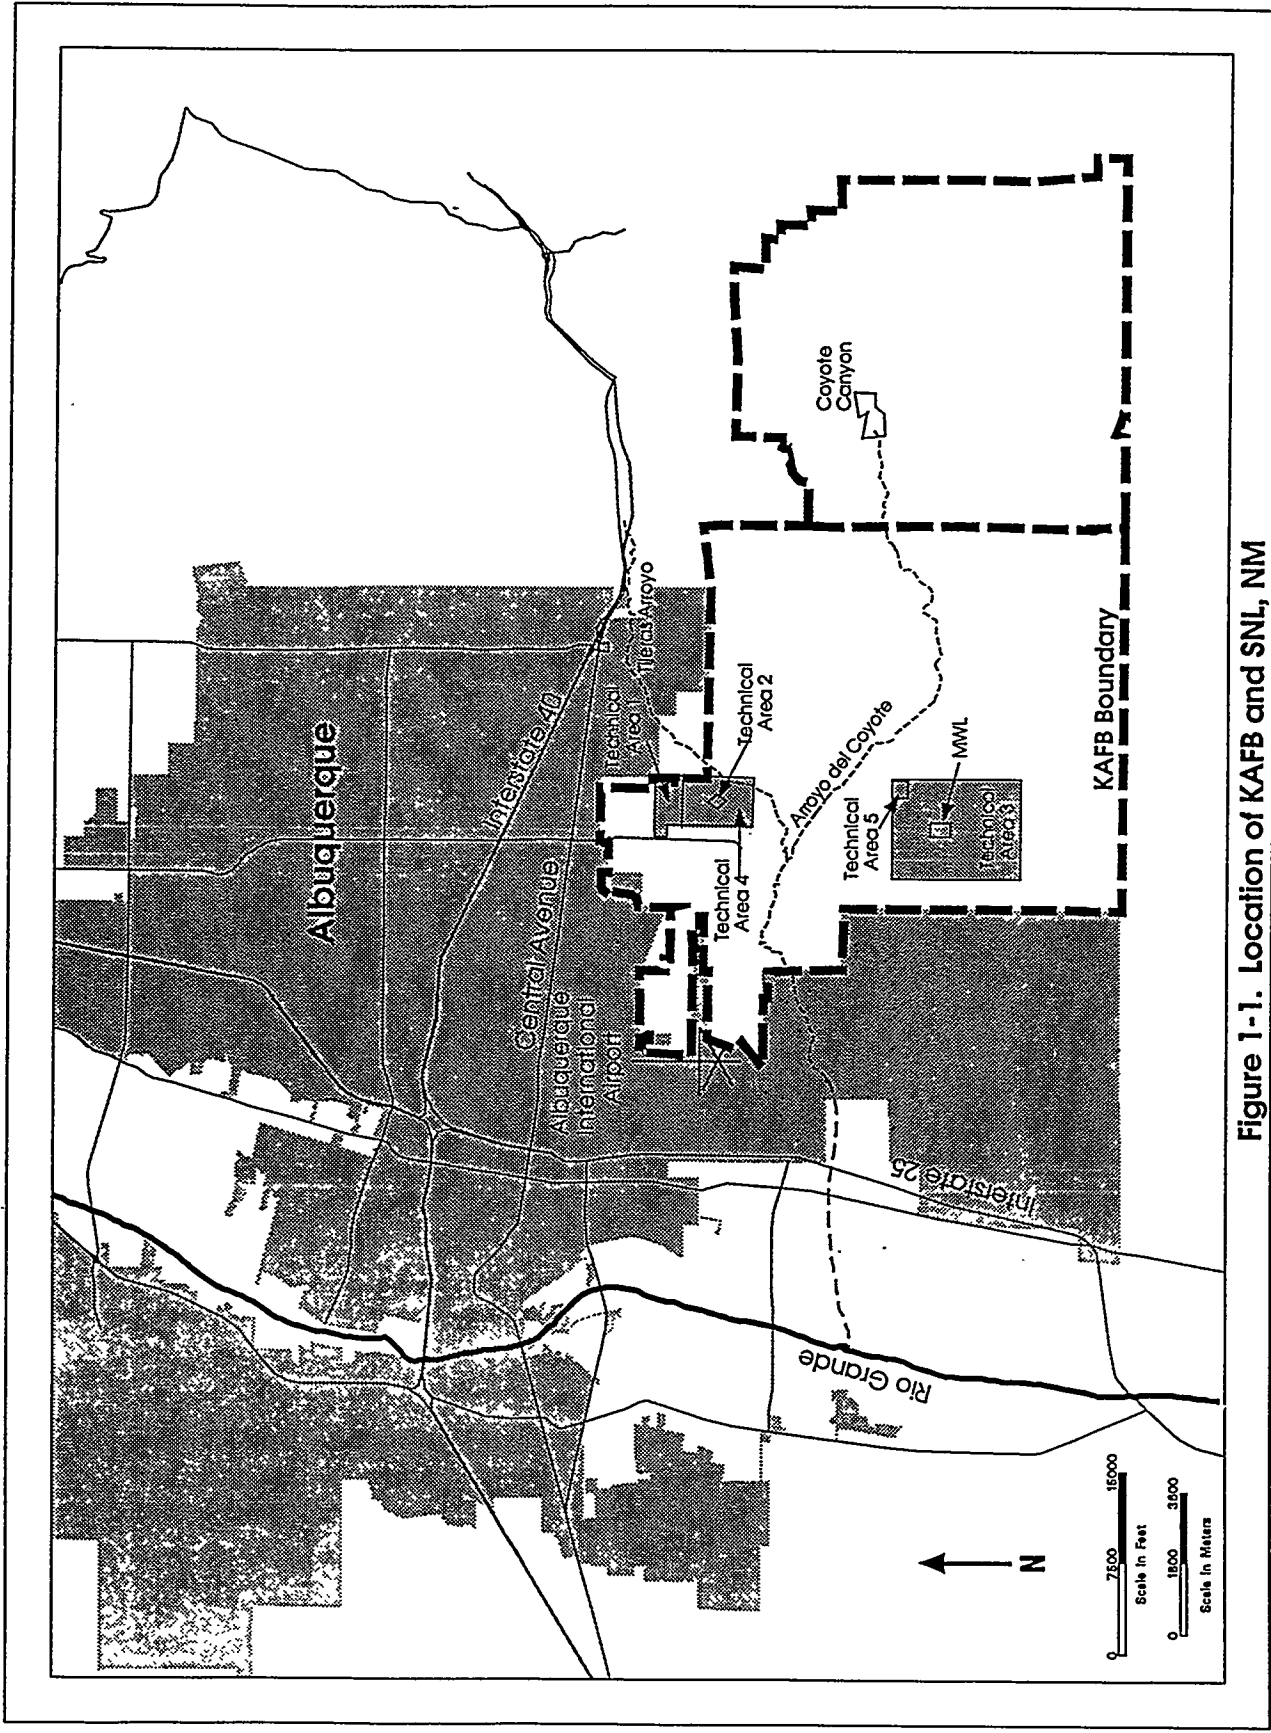 Albuquerque
Interstate 40
Central Avenue
Albuquerque
International
Airport
Technical
Area 1
Tijeras Arroyo
Technical
Area 2
Technical
Area 4
Coyote
Canyon
Arroyo del Coyote
Technical
Area 5
MWL
Technical
Area 3
KAFB Boundary
Interstate 25
Rio Grande
N
0 7500 15000
Scale in Feet
0 1800 3600
Scale in Meters
Figure 1-1. Location of KAFB and SNL, NM